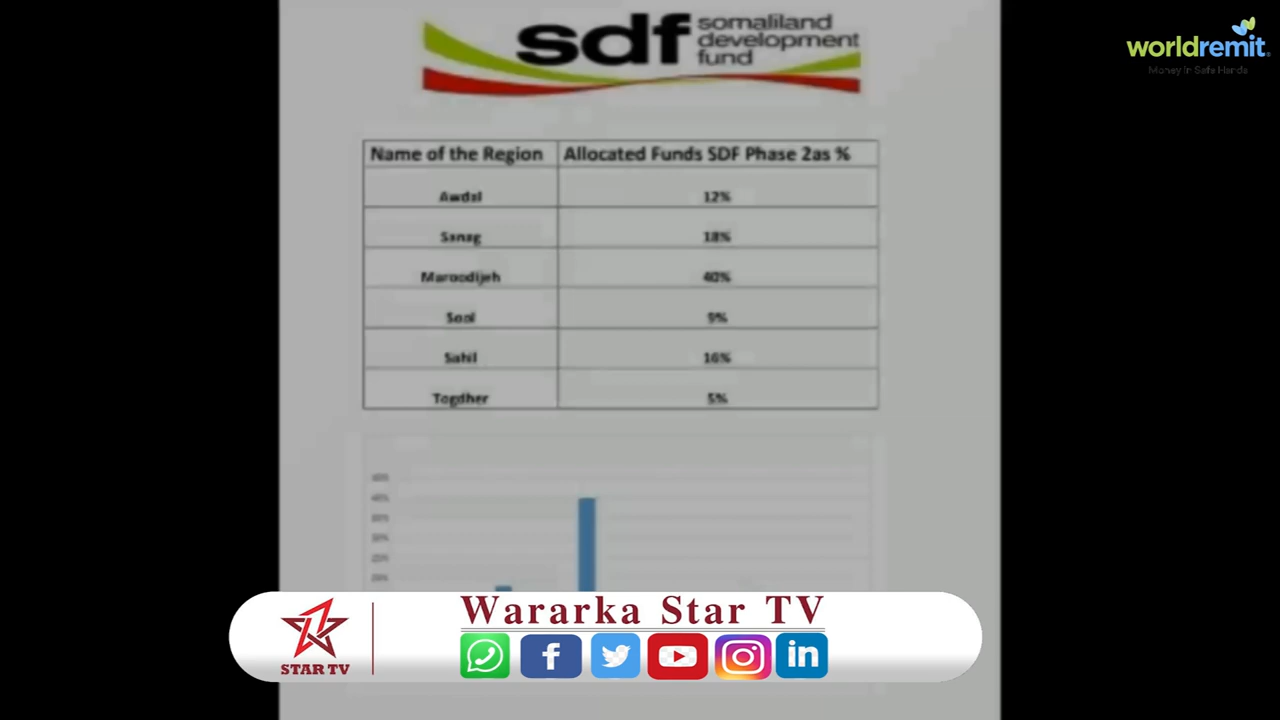 sdf somaliland
development
fund
worldremit
Money In Safe Hands
Name of the Region Allocated Funds SDF Phase 2as %
Awdal 12%
Sanag 18%
Maroodijeh 40%
Sool 9%
Sahil 16%
Togdher 5%
Wararka Star TV
STAR TV
f
in